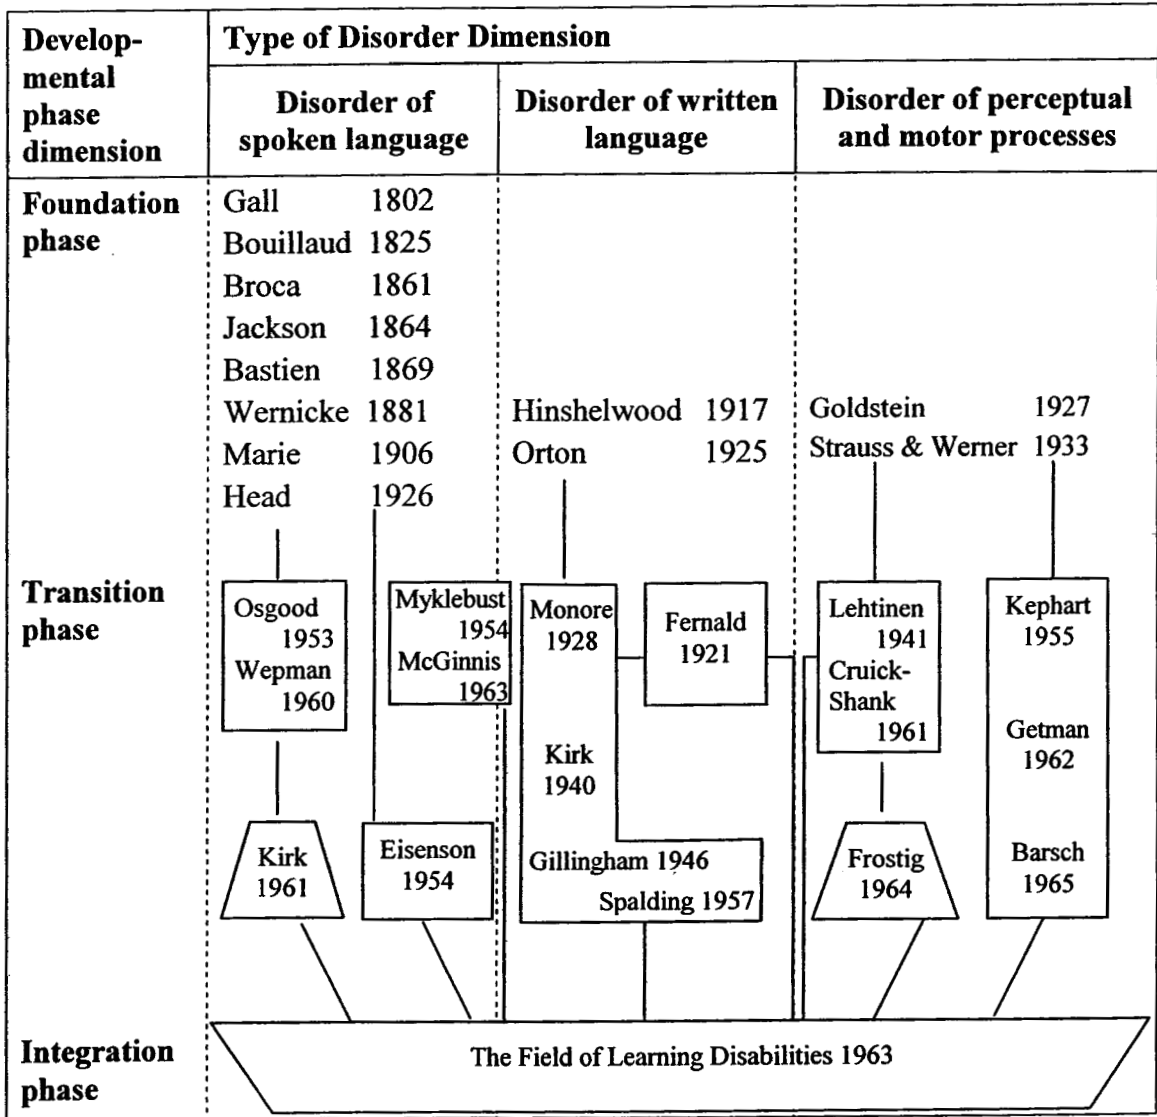 Develop-
mental
phase
dimension
Type of Disorder Dimension
Disorder of
spoken language
Disorder of written
language
Disorder of perceptual
and motor processes
Foundation
phase
Gall 1802
Bouillaud 1825
Broca 1861
Jackson 1864
Bastien 1869
Wernicke 1881
Marie 1906
Head 1926
Hinshelwood 1917
Orton 1925
Goldstein 1927
Strauss & Werner 1933
Transition
phase
Osgood
1953
Wepman
1960
Myklebust
1954
McGinnis
1963
Monore
1928
Kirk
1940
Gillingham 1946
Spalding 1957
Fernald
1921
Lehtinen
1941
Cruick-
Shank
1961
Kephart
1955
Getman
1962
Barsch
1965
Kirk
1961
Eisenson
1954
Frostig
1964
Integration
phase
The Field of Learning Disabilities 1963